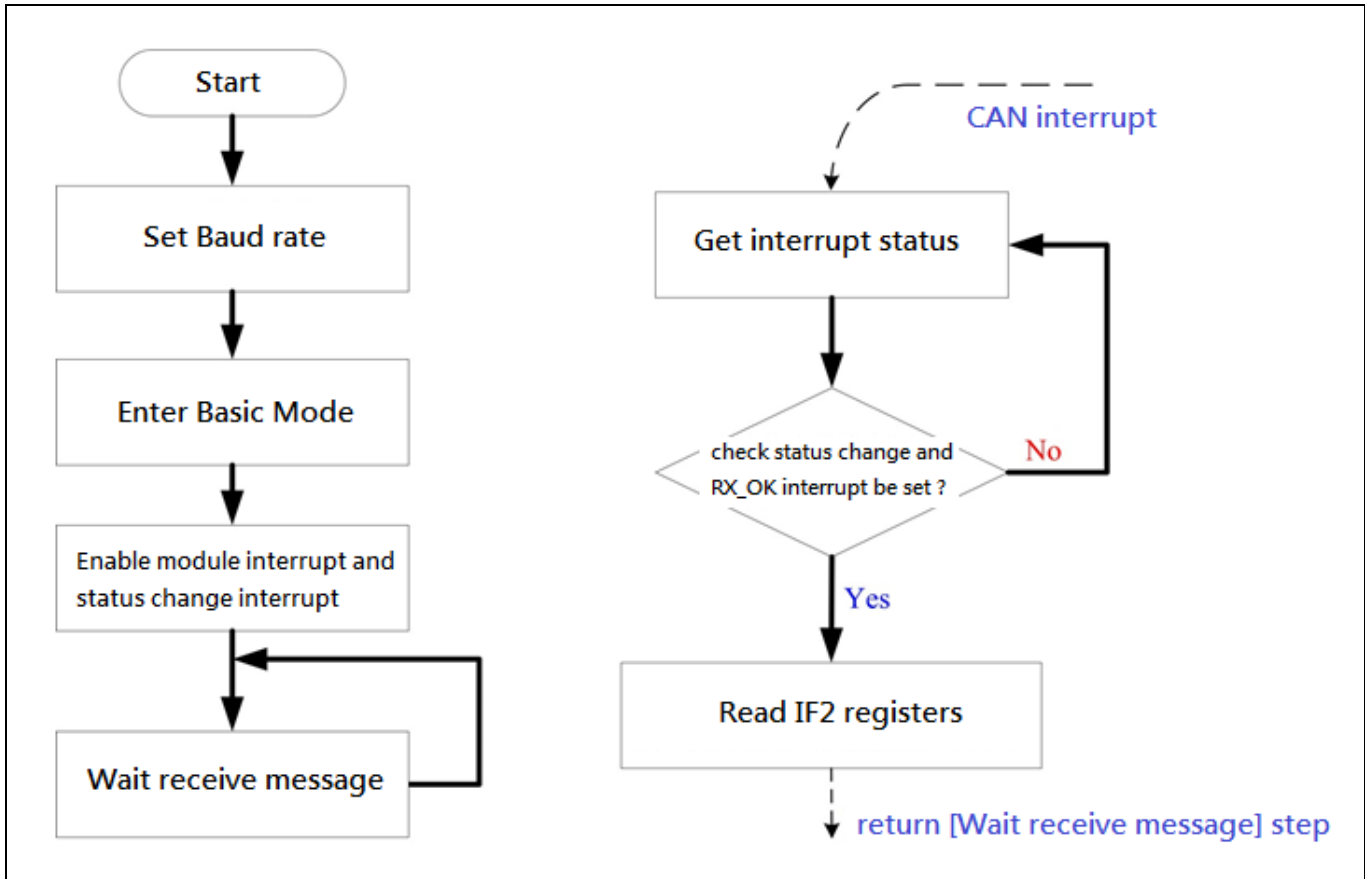 Start
Set Baud rate
Enter Basic Mode
Enable module interrupt and
status change interrupt
Wait receive message
CAN interrupt
Get interrupt status
check status change and
RX_OK interrupt be set ?
No
Yes
Read IF2 registers
return [Wait receive message] step